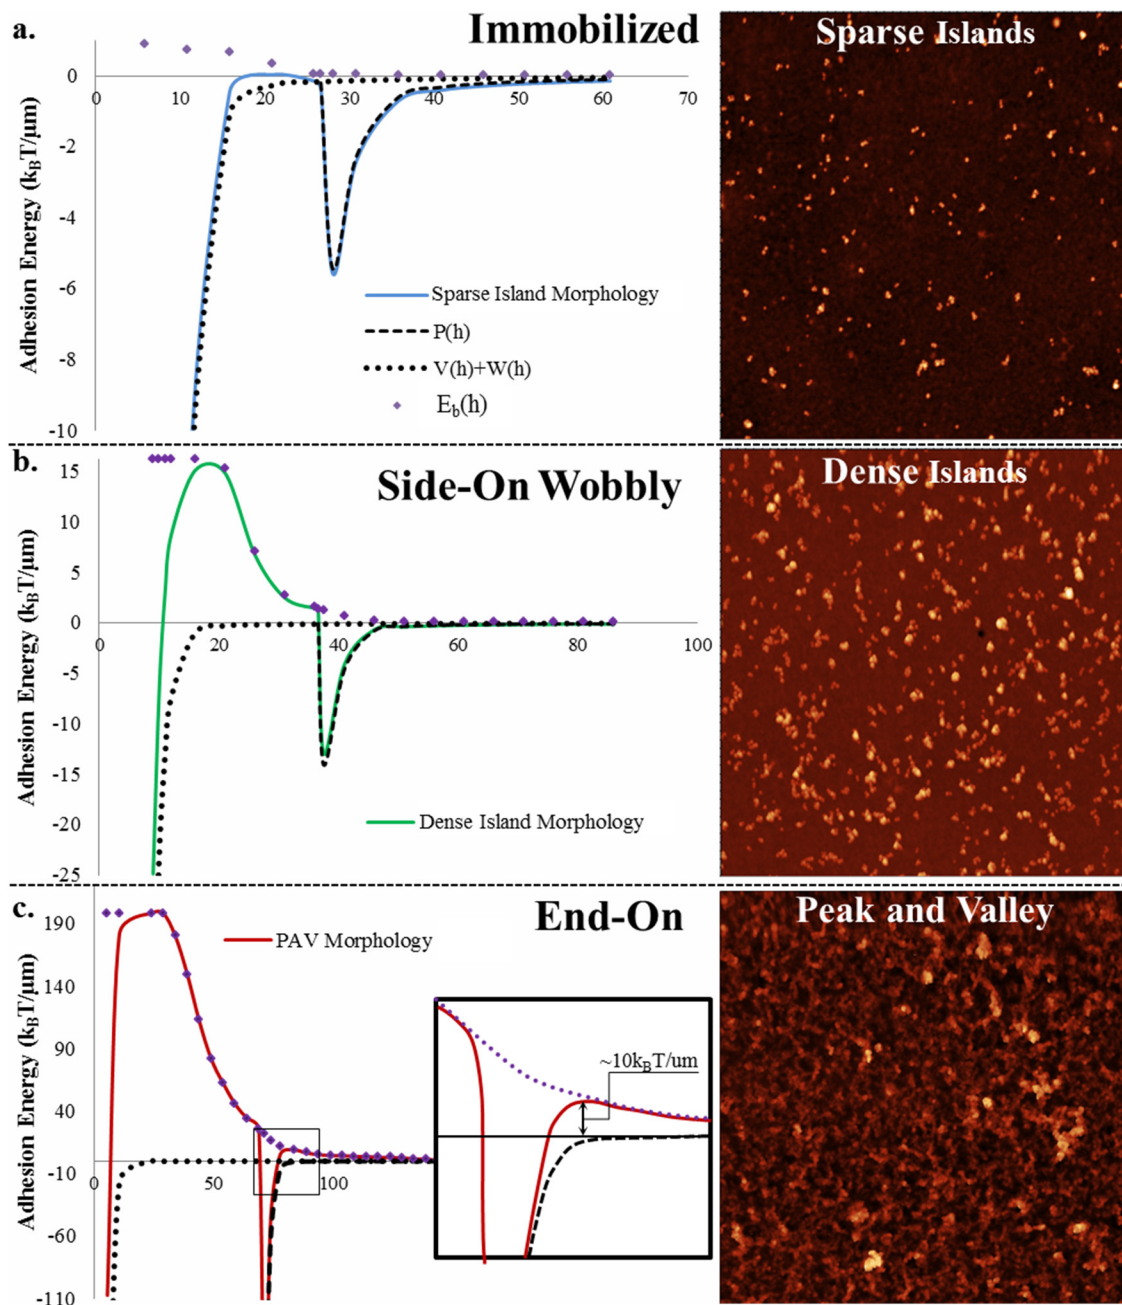 a.
Immobilized
Sparse Islands
Adhesion Energy (kBT/µm)
0
-2
-4
-6
-8
-10
0 10 20 30 40 50 60 70
Sparse Island Morphology
P(h)
V(h)+W(h)
Eb(h)
b.
Side-On Wobbly
Dense Islands
Adhesion Energy (kBT/µm)
15
10
5
0
-5
-10
-15
-20
-25
0 20 40 60 80 100
Dense Island Morphology
c.
End-On
Peak and Valley
Adhesion Energy (kBT/µm)
190
140
90
40
-10
-60
-110
0 50 100
PAV Morphology
~10kBT/um